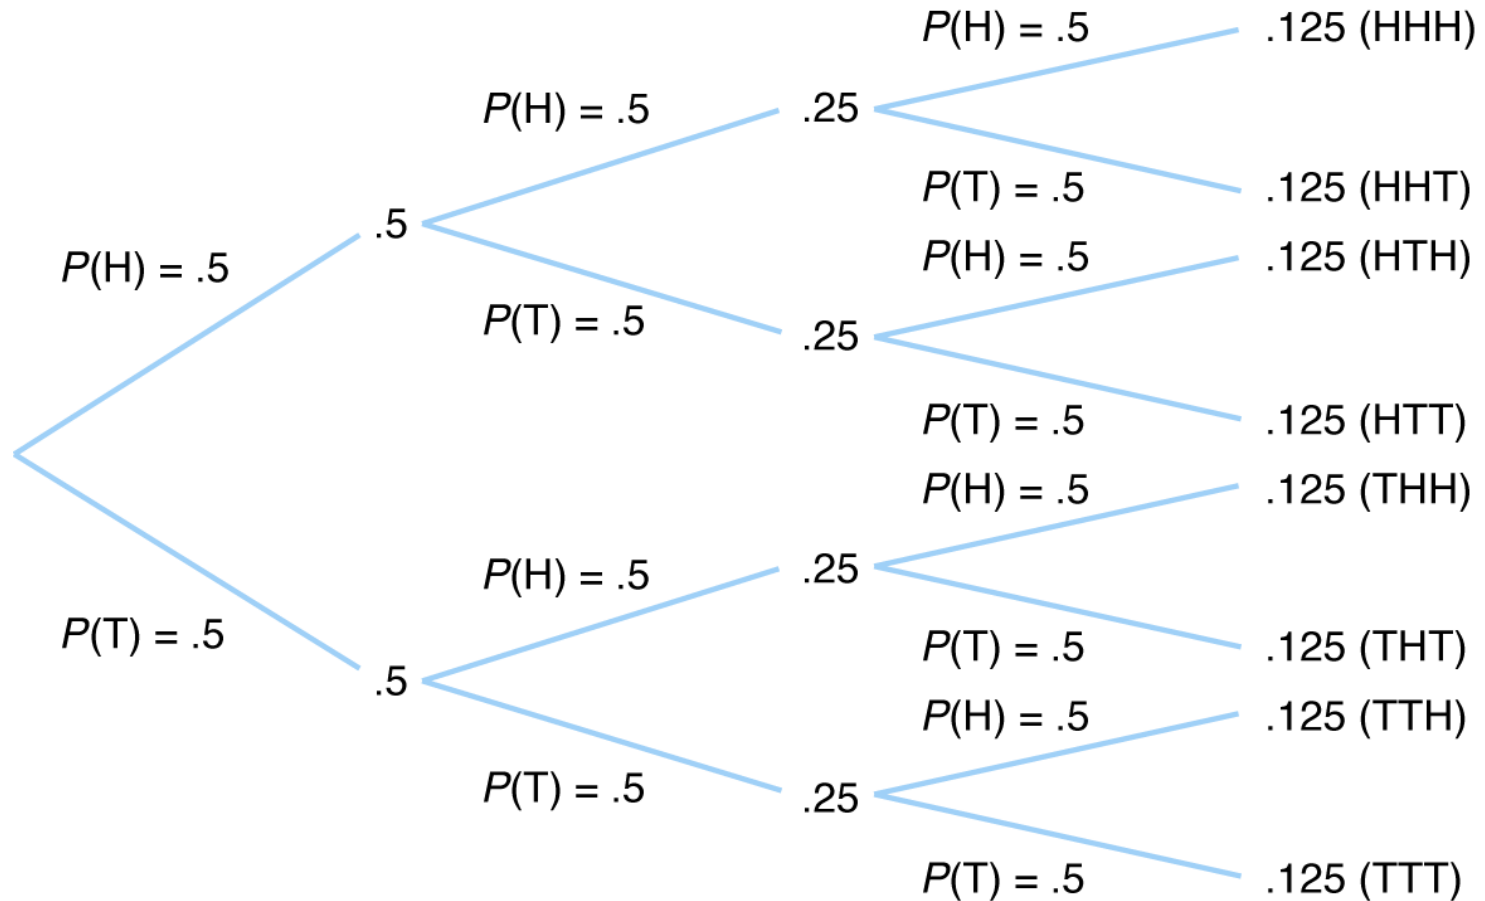 P(H) = .5 .125 (HHH)
P(H) = .5 .25
P(T) = .5 .125 (HHT)
.5
P(H) = .5 P(H) = .5 .125 (HTH)
P(T) = .5 .25
P(T) = .5 .125 (HTT)
P(H) = .5 .125 (THH)
P(H) = .5 .25
P(T) = .5 P(T) = .5 .125 (THT)
.5
P(H) = .5 .125 (TTH)
P(T) = .5 .25
P(T) = .5 .125 (TTT)